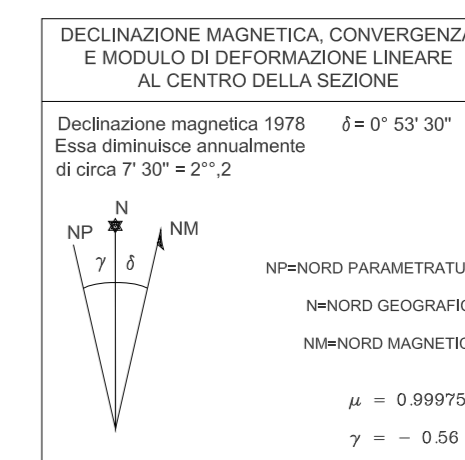 DECLINAZIONE MAGNETICA, CONVERGENZA
E MODULO DI DEFORMAZIONE LINEARE
AL CENTRO DELLA SEZIONE
Declinazione magnetica 1978 δ = 0° 53' 30"
Essa diminuisce annualmente
di circa 7' 30" = 2°°,2
N
NP NM
γ δ
NP=NORD PARAMETRATU
N=NORD GEOGRAFIC
NM=NORD MAGNETIC
μ = 0.99975
γ = - 0.56